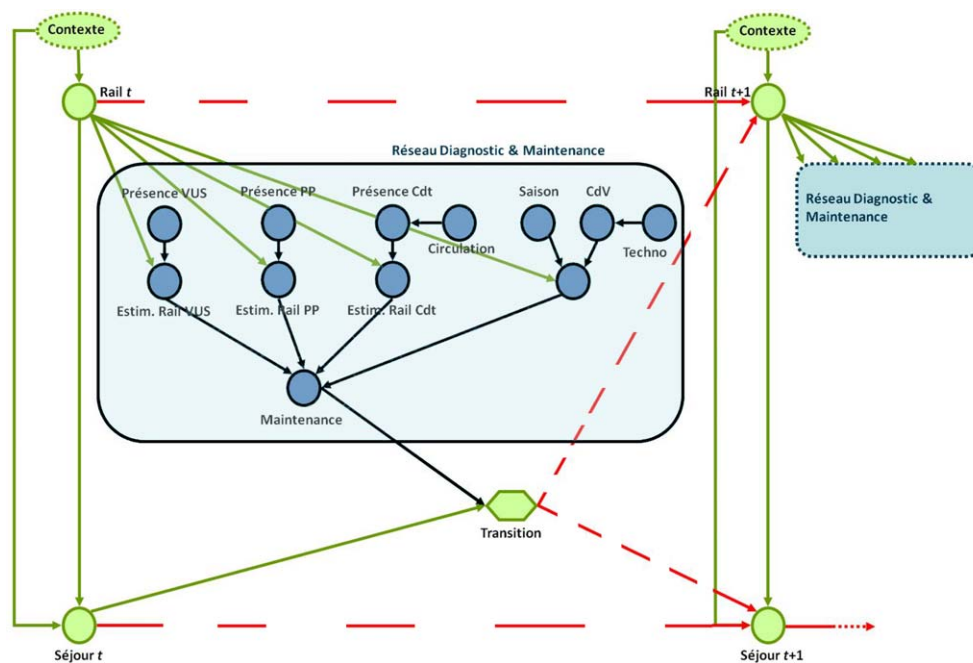 Contexte
Contexte
Rail t
Rail t+1
Réseau Diagnostic & Maintenance
Présence VUS
Présence PP
Présence Cdt
Saison
CdV
Réseau Diagnostic &
Maintenance
Circulation
Techno
Estim. Rail VUS
Estim. Rail PP
Estim. Rail Cdt
Maintenance
Transition
Séjour t
Séjour t+1